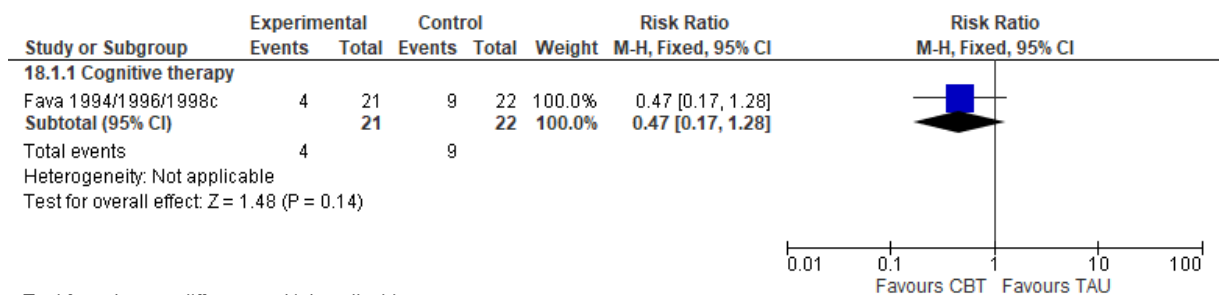 Experimental Control Risk Ratio Risk Ratio
Study or Subgroup Events Total Events Total Weight M-H, Fixed, 95% CI M-H, Fixed, 95% CI
18.1.1 Cognitive therapy
Fava 1994/1996/1998c 4 21 9 22 100.0% 0.47 [0.17, 1.28]
Subtotal (95% CI) 21 22 100.0% 0.47 [0.17, 1.28]
Total events 4 9
Heterogeneity: Not applicable
Test for overall effect: Z = 1.48 (P = 0.14)
0.01 0.1 1 10 100
Favours CBT Favours TAU